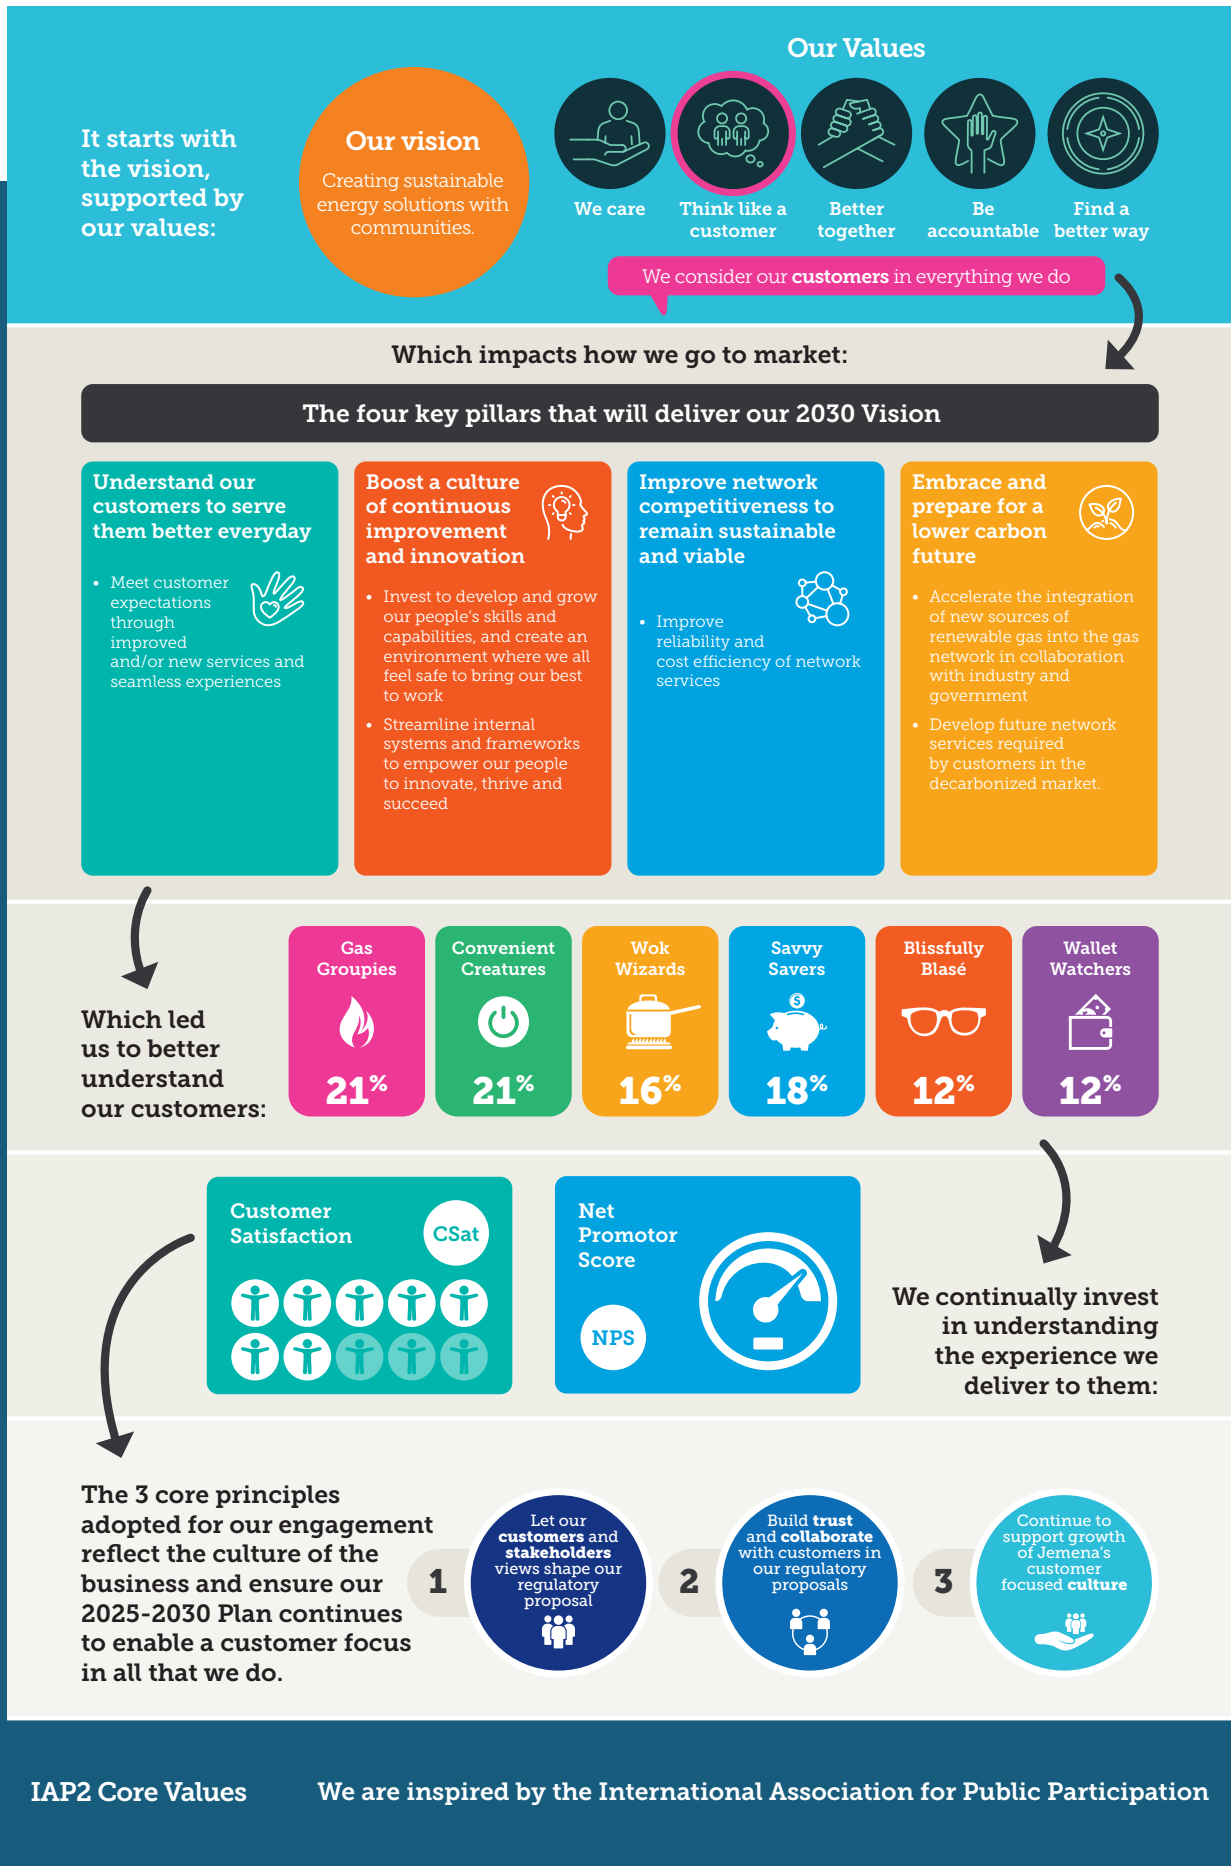 Our Values
It starts with
the vision,
supported by
our values:
Our vision
Creating sustainable
energy solutions with
communities.
We care
Think like a
customer
Better
together
Be
accountable
Find a
better way
We consider our customers in everything we do
Which impacts how we go to market:
The four key pillars that will deliver our 2030 Vision
Understand our
customers to serve
them better everyday
• Meet customer
expectations
through
improved
and/or new services and
seamless experiences
Boost a culture
of continuous
improvement
and innovation
• Invest to develop and grow
our people's skills and
capabilities, and create an
environment where we all
feel safe to bring our best
to work
• Streamline internal
systems and frameworks
to empower our people
to innovate, thrive and
succeed
Improve network
competitiveness to
remain sustainable
and viable
• Improve
reliability and
cost efficiency of network
services
Embrace and
prepare for a
lower carbon
future
• Accelerate the integration
of new sources of
renewable gas into the gas
network in collaboration
with industry and
government
• Develop future network
services required
by customers in the
decarbonized market.
Which led
us to better
understand
our customers:
Gas
Groupies
21%
Convenient
Creatures
21%
Wok
Wizards
16%
Savvy
Savers
$
18%
Blissfully
Blasé
12%
Wallet
Watchers
12%
Customer
Satisfaction
CSat
Net
Promotor
Score
NPS
We continually invest
in understanding
the experience we
deliver to them:
The 3 core principles
adopted for our engagement
reflect the culture of the
business and ensure our
2025-2030 Plan continues
to enable a customer focus
in all that we do.
1
Let our
customers and
stakeholders
views shape our
regulatory
proposal
2
Build trust
and collaborate
with customers in
our regulatory
proposals
3
Continue to
support growth
of Jemena's
customer
focused culture
IAP2 Core Values
We are inspired by the International Association for Public Participation